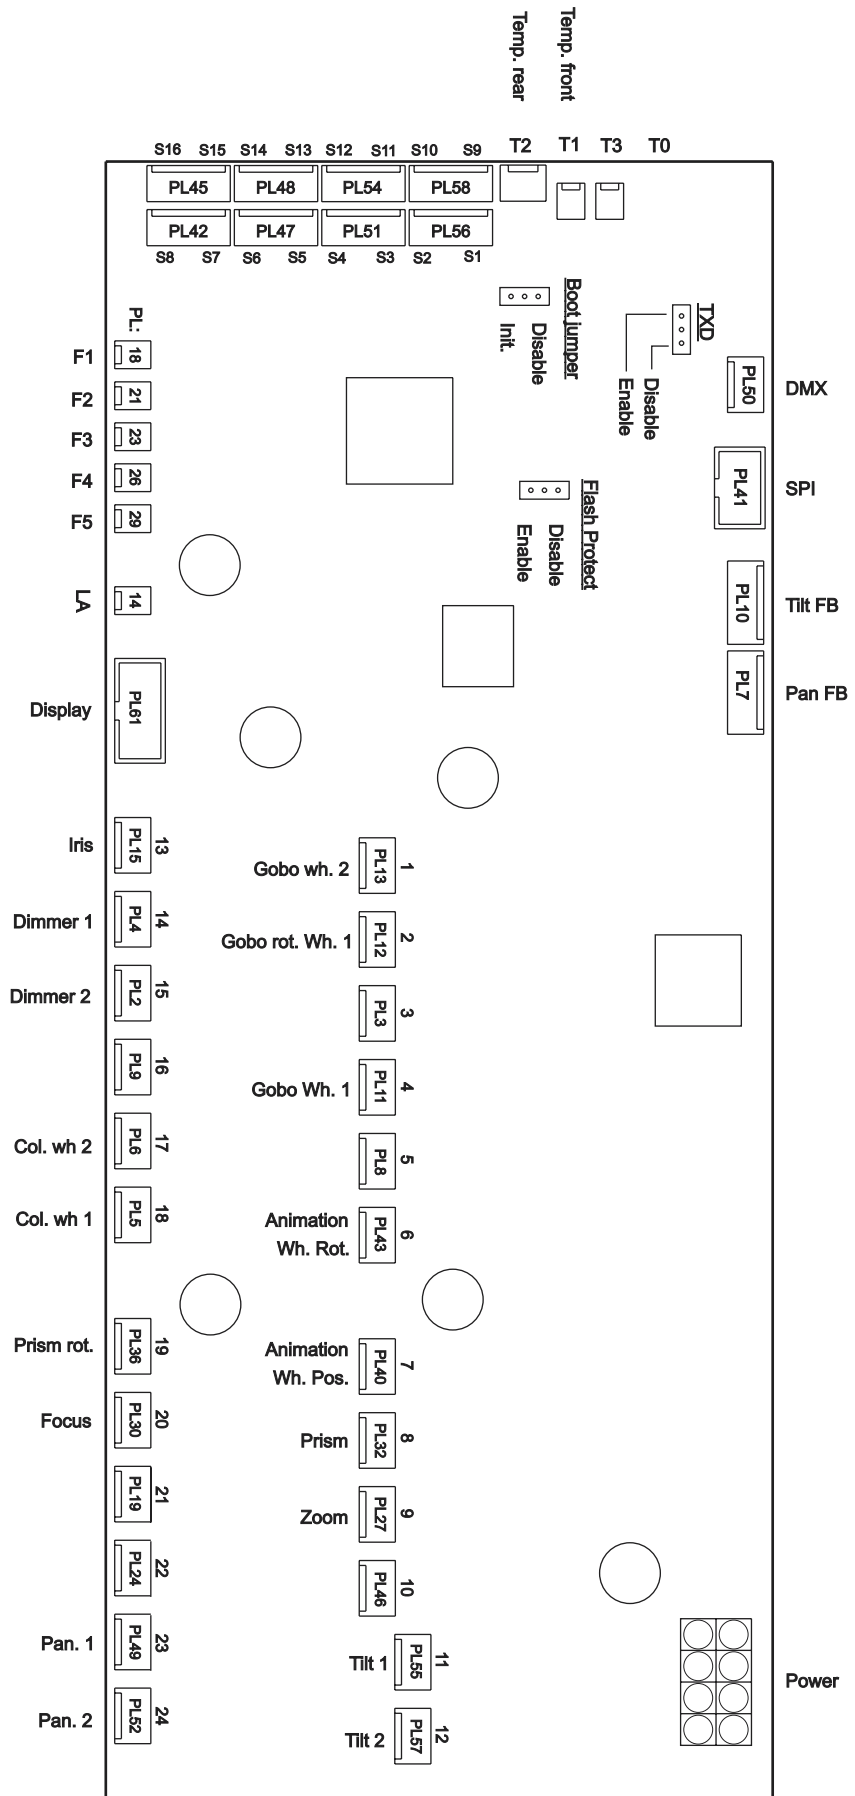 Temp. rear
Temp. front
S16 S15 S14 S13 S12 S11 S10 S9 T2 T1 T3 T0
PL45 PL48 PL54 PL58
PL42 PL47 PL51 PL56
S8 S7 S6 S5 S4 S3 S2 S1
Boot jumper
Init.
Disable
TXD
Enable
Disable
PL:
F1 18
F2 21
F3 23
F4 26
F5 29
PL50 DMX
PL41 SPI
Flash Protect
Enable
Disable
LA 14
PL10 Tilt FB
PL7 Pan FB
Display PL61
Iris PL15 13
Dimmer 1 PL4 14
Dimmer 2 PL2 15
PL9 16
Col. wh 2 PL6 17
Col. wh 1 PL5 18
Prism rot. PL36 19
Focus PL30 20
PL19 21
PL24 22
Pan. 1 PL49 23
Pan. 2 PL52 24
Gobo wh. 2 PL13 1
Gobo rot. Wh. 1 PL12 2
PL3 3
Gobo Wh. 1 PL11 4
PL8 5
Animation
Wh. Rot. PL43 6
Animation
Wh. Pos. PL40 7
Prism PL32 8
Zoom PL27 9
PL46 10
Tilt 1 PL55 11
Tilt 2 PL57 12
Power